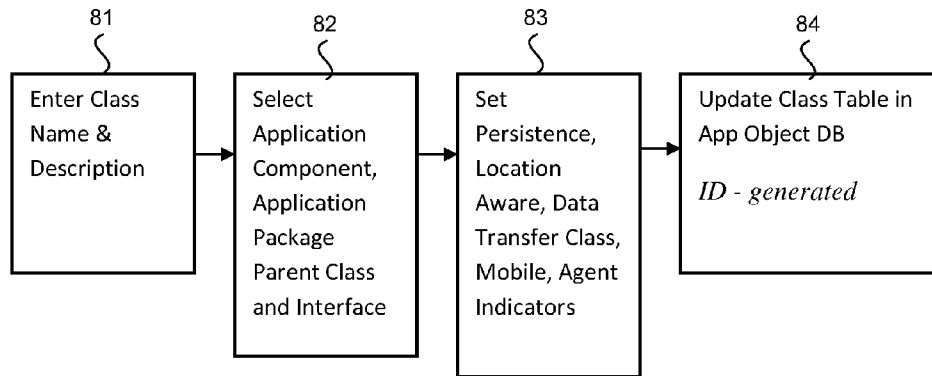 81
82
83
84
Enter Class
Name &
Description
Select
Application
Component,
Application
Package
Parent Class
and Interface
Set
Persistence,
Location
Aware, Data
Transfer Class,
Mobile, Agent
Indicators
Update Class Table in
App Object DB
ID - generated